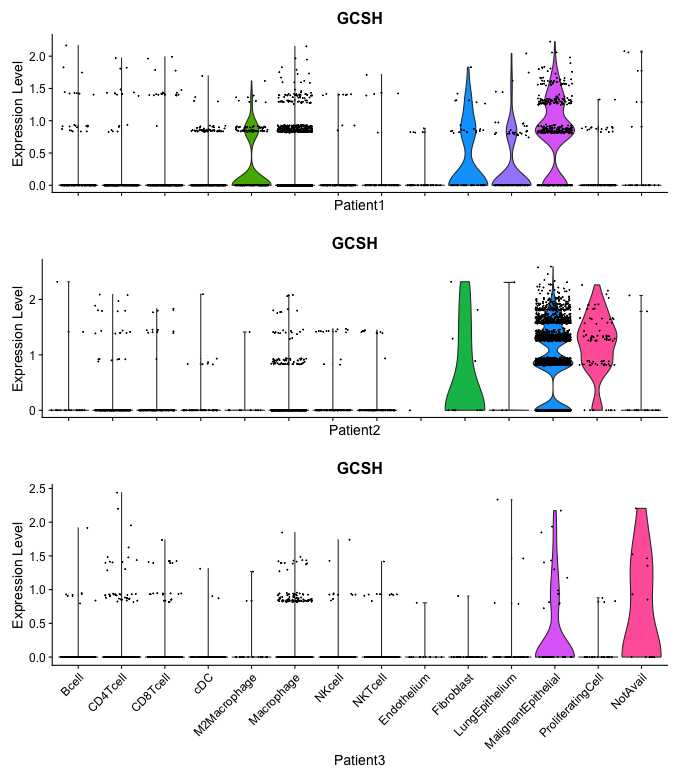 GCSH
Expression Level
2.0
1.5
1.0
0.5
0.0
Patient1
GCSH
Expression Level
2
1
0
Patient2
GCSH
Expression Level
2.5
2.0
1.5
1.0
0.5
0.0
Bcell
CD4Tcell
CD8Tcell
cDC
M2Macrophage
Macrophage
NKcell
NKTcell
Endothelium
Fibroblast
LungEpithelium
MalignantEpithelial
ProliferatingCell
NotAvail
Patient3